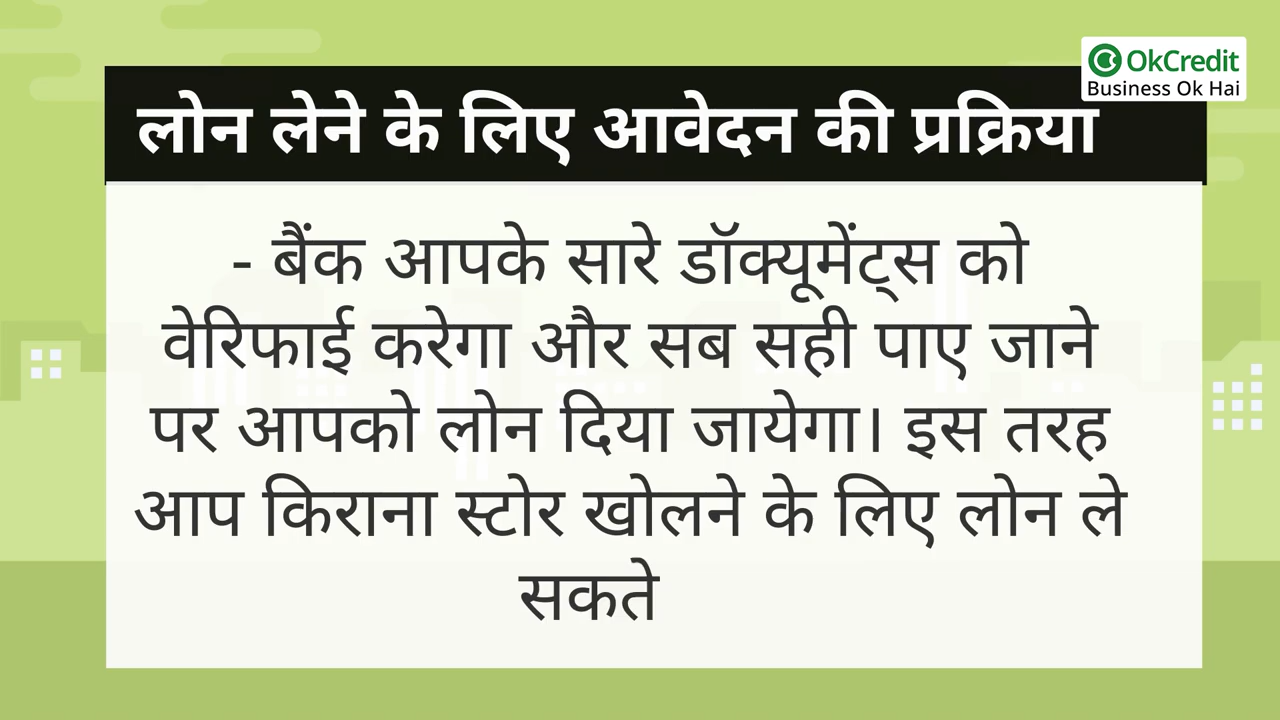 OkCredit
Business Ok Hai
लोन लेने के लिए आवेदन की प्रक्रिया
- बैंक आपके सारे डॉक्यूमेंट्स को
वेरिफाई करेगा और सब सही पाए जाने
पर आपको लोन दिया जायेगा। इस तरह
आप किराना स्टोर खोलने के लिए लोन ले
सकते